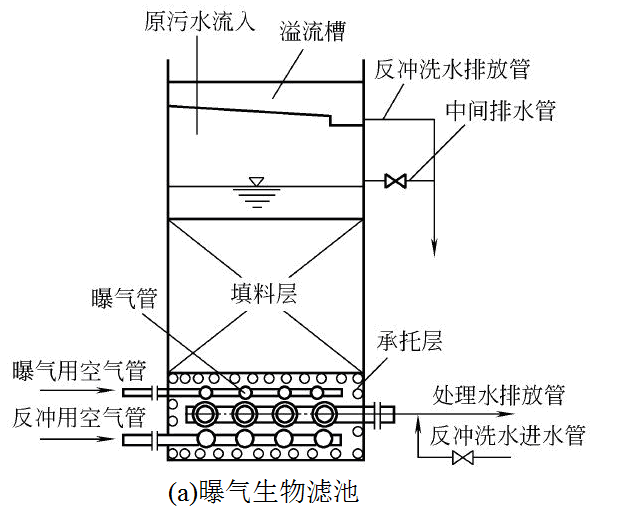 原污水流入
溢流槽
反冲洗水排放管
中间排水管
曝气管
填料层
承托层
曝气用空气管
处理水排放管
反冲用空气管
反冲洗水进水管
(a)曝气生物滤池